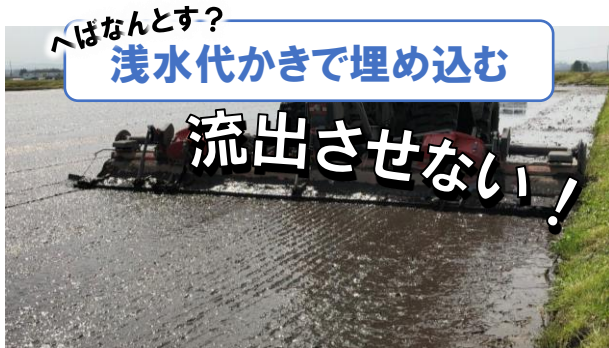 へばなんとす？
浅水代かきで埋め込む
流出させない！